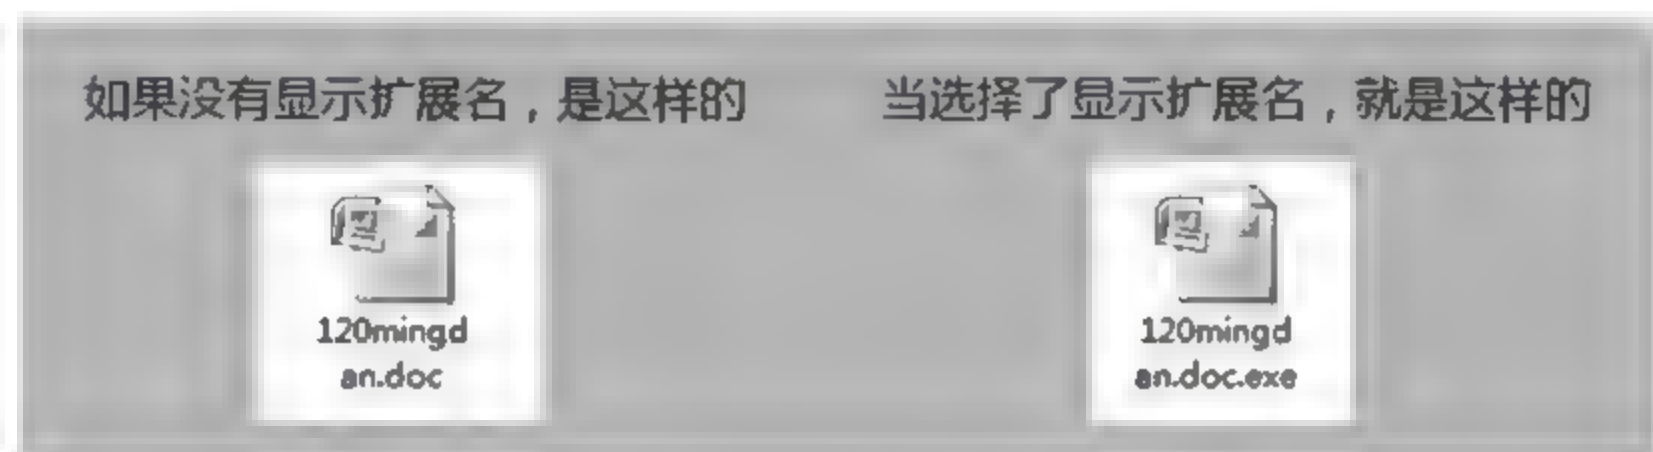 如果没有显示扩展名，是这样的
当选择了显示扩展名，就是这样的
120mingd
an.doc
120mingd
an.doc.exe